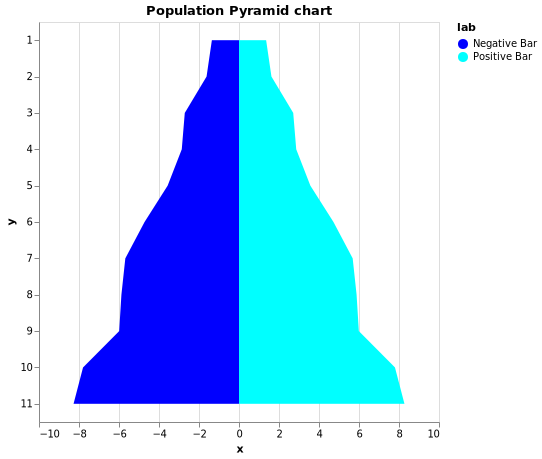 Population Pyramid chart
lab
Negative Bar
Positive Bar
y
1
2
3
4
5
6
7
8
9
10
11
−10 −8 −6 −4 −2 0 2 4 6 8 10
x